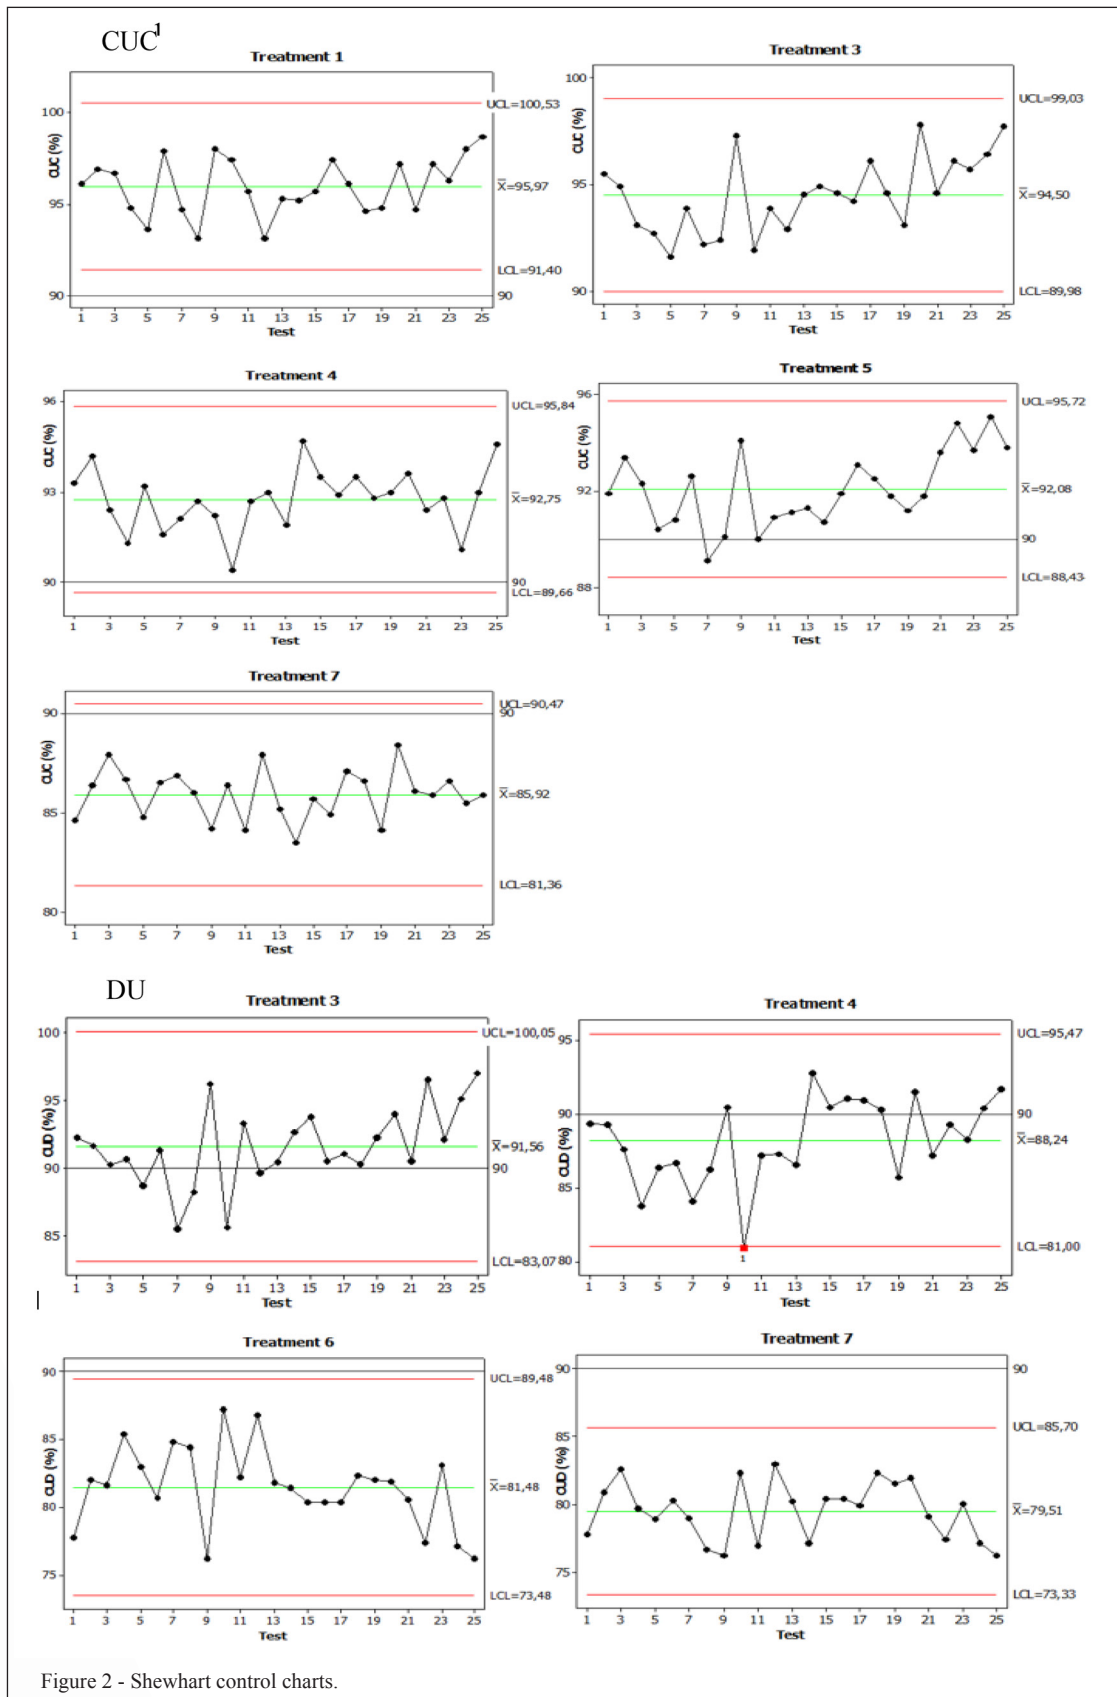 CUC¹
Treatment 1
CUC (%)
100
95
90
UCL=100,53
X̿=95,97
LCL=91,40
90
1 3 5 7 9 11 13 15 17 19 21 23 25
Test
Treatment 3
CUC (%)
100
95
90
UCL=99,03
X̿=94,50
LCL=89,98
1 3 5 7 9 11 13 15 17 19 21 23 25
Test
Treatment 4
CUC (%)
96
93
90
UCL=95,84
X̿=92,75
90
LCL=89,66
1 3 5 7 9 11 13 15 17 19 21 23 25
Test
Treatment 5
CUC (%)
96
92
88
UCL=95,72
X̿=92,08
90
LCL=88,43
1 3 5 7 9 11 13 15 17 19 21 23 25
Test
Treatment 7
CUC (%)
90
85
80
UCL=90,47
90
X̿=85,92
LCL=81,36
1 3 5 7 9 11 13 15 17 19 21 23 25
Test
DU
Treatment 3
CUD (%)
100
95
90
85
UCL=100,05
X̿=91,56
90
LCL=83,07
1 3 5 7 9 11 13 15 17 19 21 23 25
Test
Treatment 4
CUD (%)
95
90
85
80
UCL=95,47
90
X̿=88,24
LCL=81,00
1
1 3 5 7 9 11 13 15 17 19 21 23 25
Test
Treatment 6
CUD (%)
90
85
80
75
UCL=89,48
X̿=81,48
LCL=73,48
1 3 5 7 9 11 13 15 17 19 21 23 25
Test
Treatment 7
CUD (%)
90
85
80
75
90
UCL=85,70
X̿=79,51
LCL=73,33
1 3 5 7 9 11 13 15 17 19 21 23 25
Test
Figure 2 - Shewhart control charts.